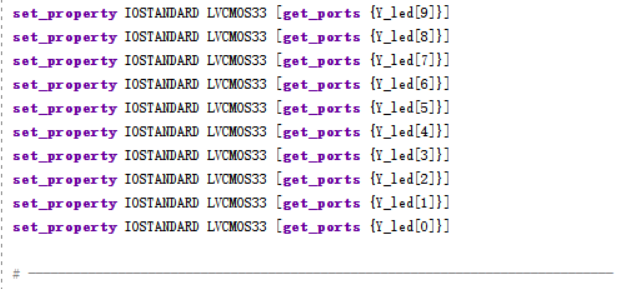 set_property IOSTANDARD LVCMOS33 [get_ports {Y_led[9]}]
set_property IOSTANDARD LVCMOS33 [get_ports {Y_led[8]}]
set_property IOSTANDARD LVCMOS33 [get_ports {Y_led[7]}]
set_property IOSTANDARD LVCMOS33 [get_ports {Y_led[6]}]
set_property IOSTANDARD LVCMOS33 [get_ports {Y_led[5]}]
set_property IOSTANDARD LVCMOS33 [get_ports {Y_led[4]}]
set_property IOSTANDARD LVCMOS33 [get_ports {Y_led[3]}]
set_property IOSTANDARD LVCMOS33 [get_ports {Y_led[2]}]
set_property IOSTANDARD LVCMOS33 [get_ports {Y_led[1]}]
set_property IOSTANDARD LVCMOS33 [get_ports {Y_led[0]}]
# ————————————————————————————————————————